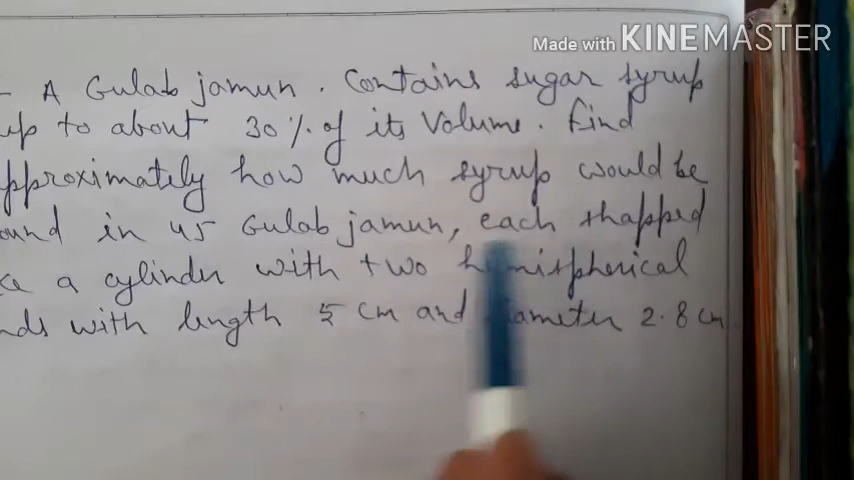 Made with KINEMASTER
- A Gulab jamun. Contains sugar syrup
up to about 30% of its Volume. Find
pproximately how much syrup would be
ound in 45 Gulab jamun, each shapped
ke a cylinder with two hemispherical
nds with length 5 cm and diameter 2.8 cm